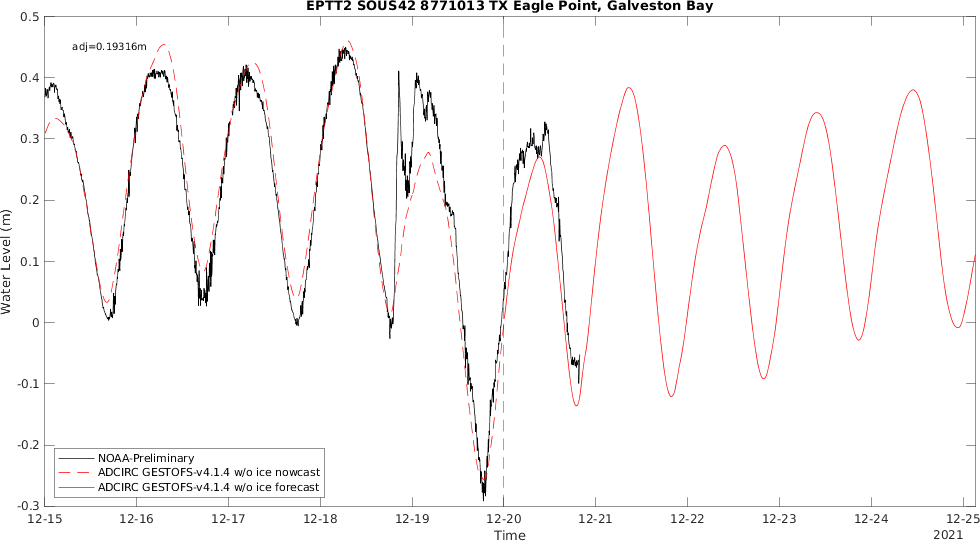 EPTT2 SOUS42 8771013 TX Eagle Point, Galveston Bay
adj=0.19316m
0.5
0.4
0.3
0.2
0.1
0
-0.1
-0.2
-0.3
Water Level (m)
NOAA-Preliminary
ADCIRC GESTOFS-v4.1.4 w/o ice nowcast
ADCIRC GESTOFS-v4.1.4 w/o ice forecast
12-15 12-16 12-17 12-18 12-19 12-20 12-21 12-22 12-23 12-24 12-25
Time
2021